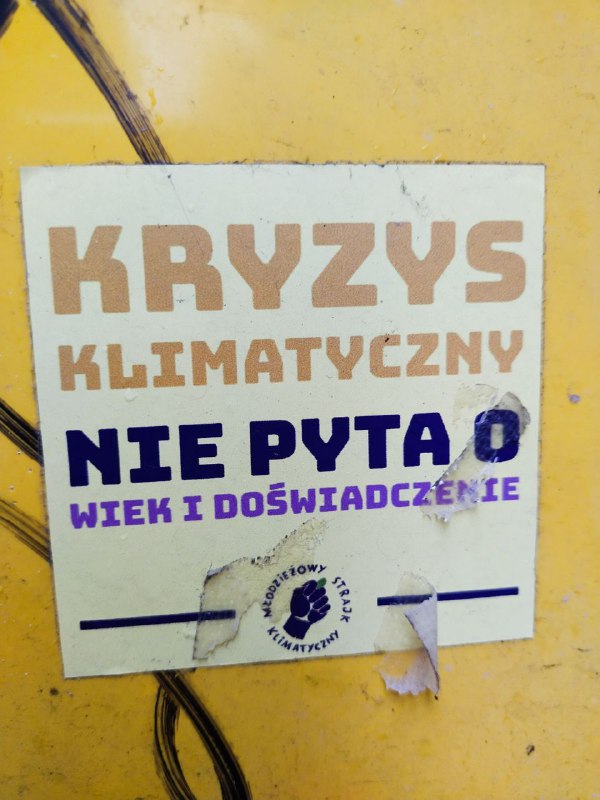 KRYZYS
KLIMATYCZNY
NIE PYTA O
WIEK I DOŚWIADCZENIE
MŁODZIEŻOWY STRAJK
KLIMATYCZNY